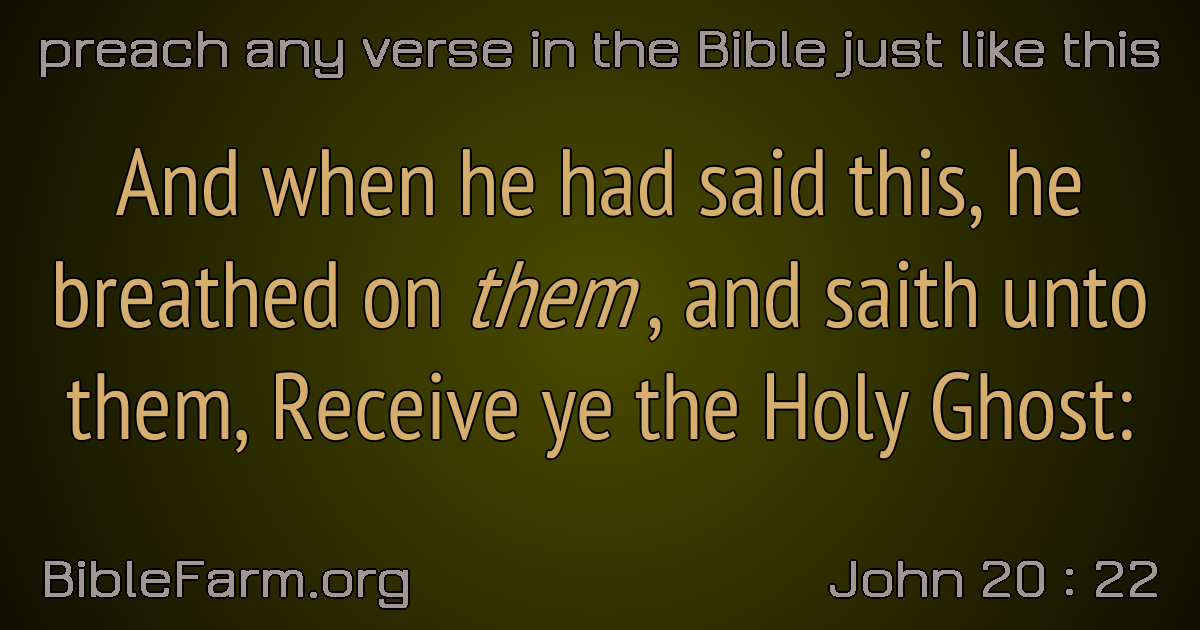 preach any verse in the Bible just like this
And when he had said this, he
breathed on them, and saith unto
them, Receive ye the Holy Ghost:
BibleFarm.org
John 20 : 22